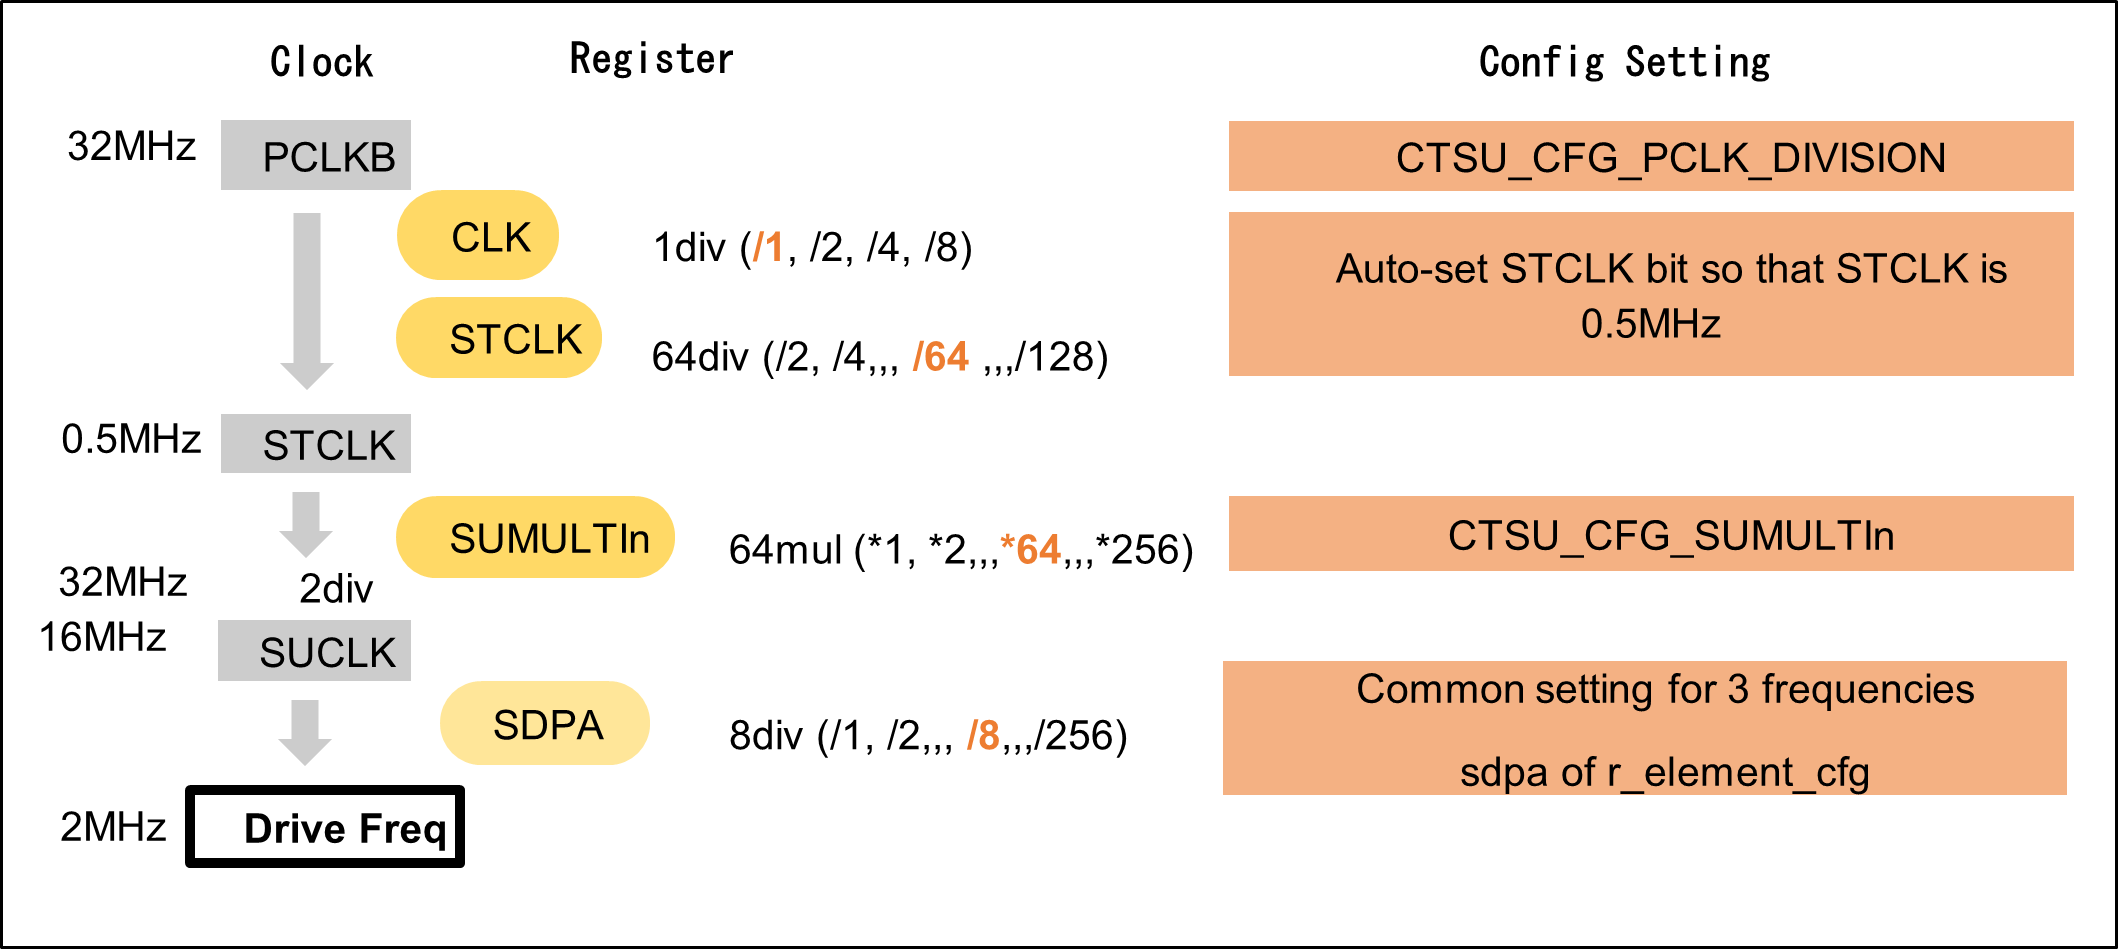 Clock
Register
Config Setting
32MHz
PCLKB
CTSU_CFG_PCLK_DIVISION
CLK
1div (/1, /2, /4, /8)
Auto-set STCLK bit so that STCLK is
0.5MHz
STCLK
64div (/2, /4,,, /64 ,,,/128)
0.5MHz
STCLK
SUMULTIn
64mul (*1, *2,,,*64,,,*256)
CTSU_CFG_SUMULTIn
32MHz
2div
16MHz
SUCLK
SDPA
8div (/1, /2,,, /8,,,/256)
Common setting for 3 frequencies
sdpa of r_element_cfg
2MHz
Drive Freq